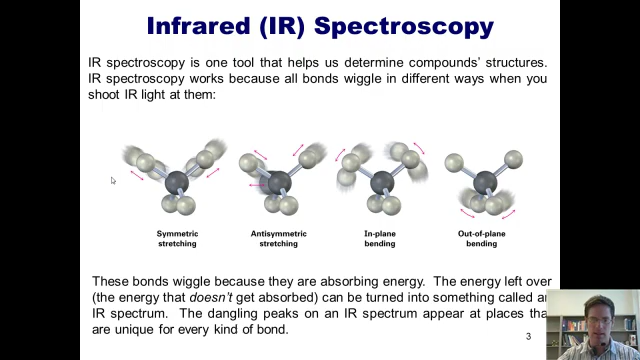 Infrared (IR) Spectroscopy
IR spectroscopy is one tool that helps us determine compounds' structures.
IR spectroscopy works because all bonds wiggle in different ways when you
shoot IR light at them:
Symmetric
stretching
Antisymmetric
stretching
In-plane
bending
Out-of-plane
bending
These bonds wiggle because they are absorbing energy. The energy left over
(the energy that doesn't get absorbed) can be turned into something called an
IR spectrum. The dangling peaks on an IR spectrum appear at places tha
are unique for every kind of bond.
3